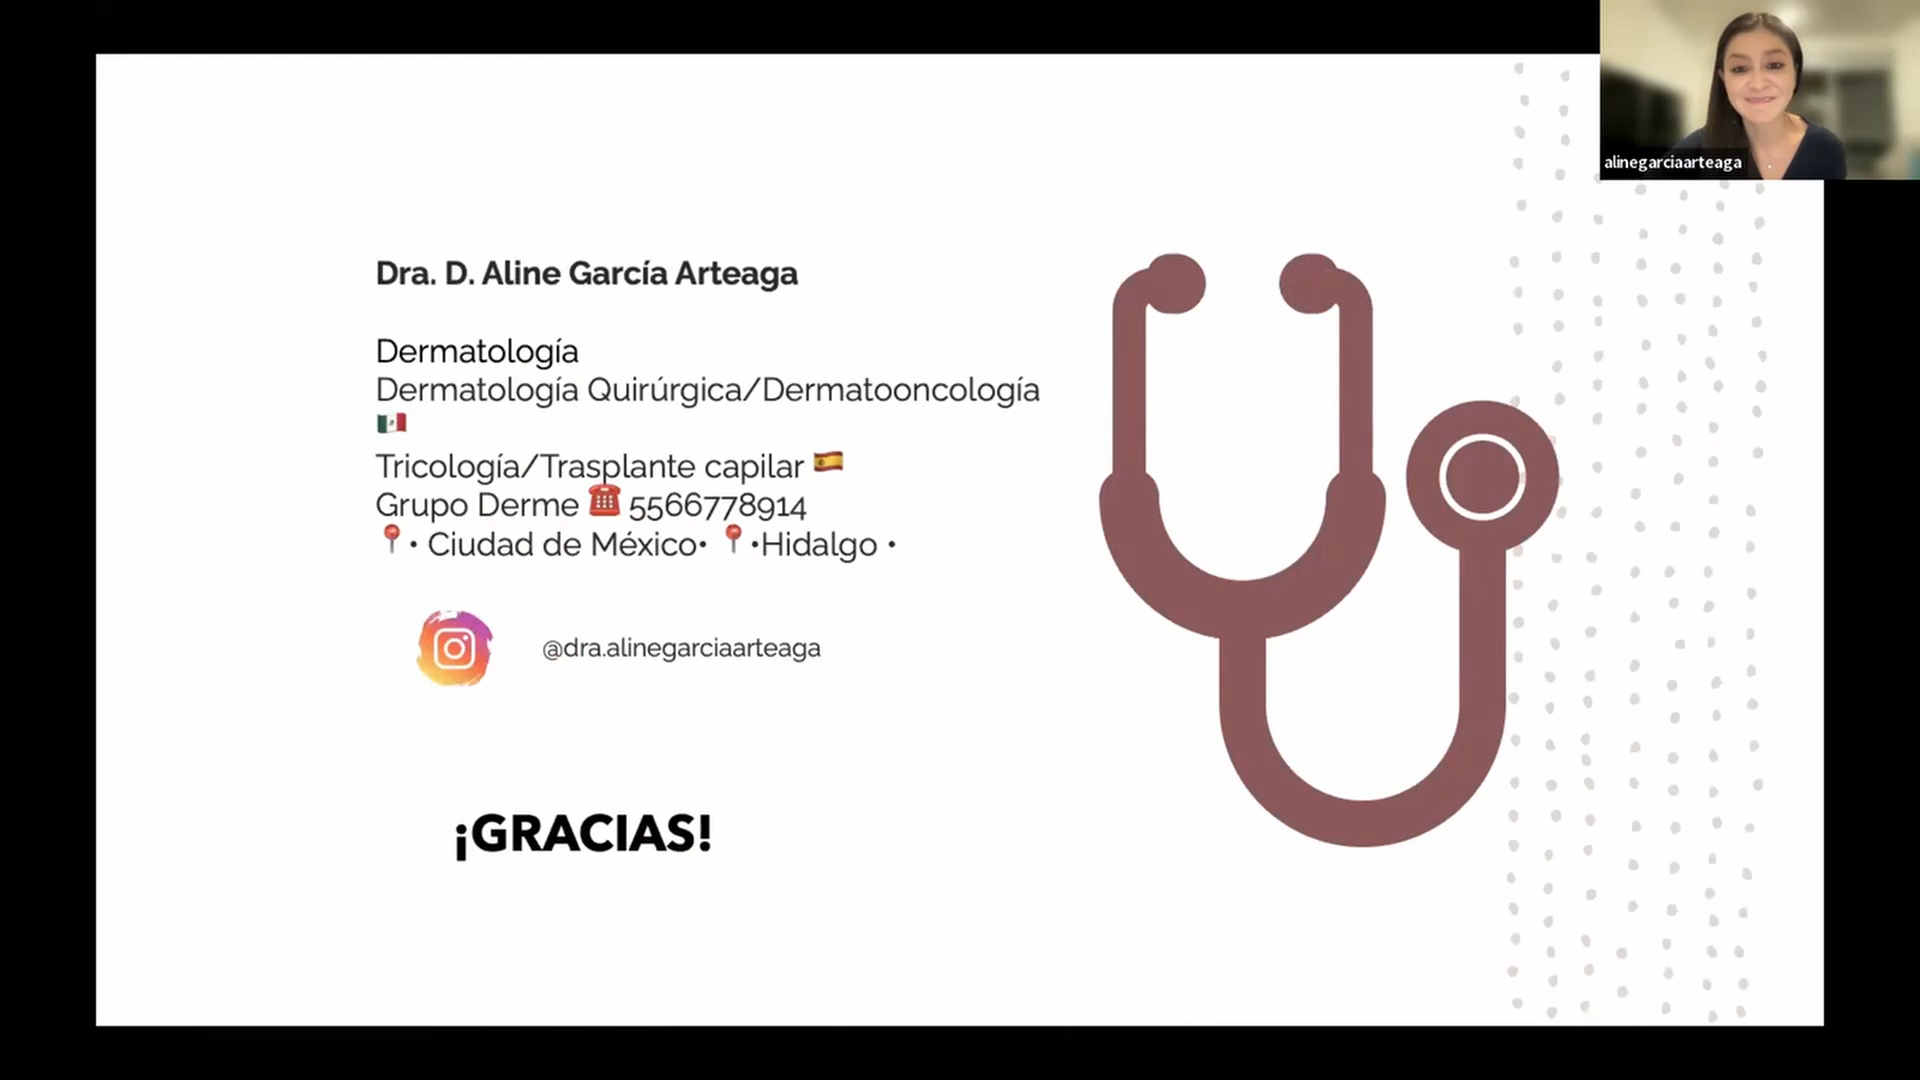 alinegarciaarteaga
Dra. D. Aline García Arteaga
Dermatología
Dermatología Quirúrgica/Dermatooncología
🇲🇽
Tricología/Trasplante capilar 🇪🇸
Grupo Derme ☎️ 5566778914
📍• Ciudad de México• 📍•Hidalgo •
@dra.alinegarciaarteaga
¡GRACIAS!